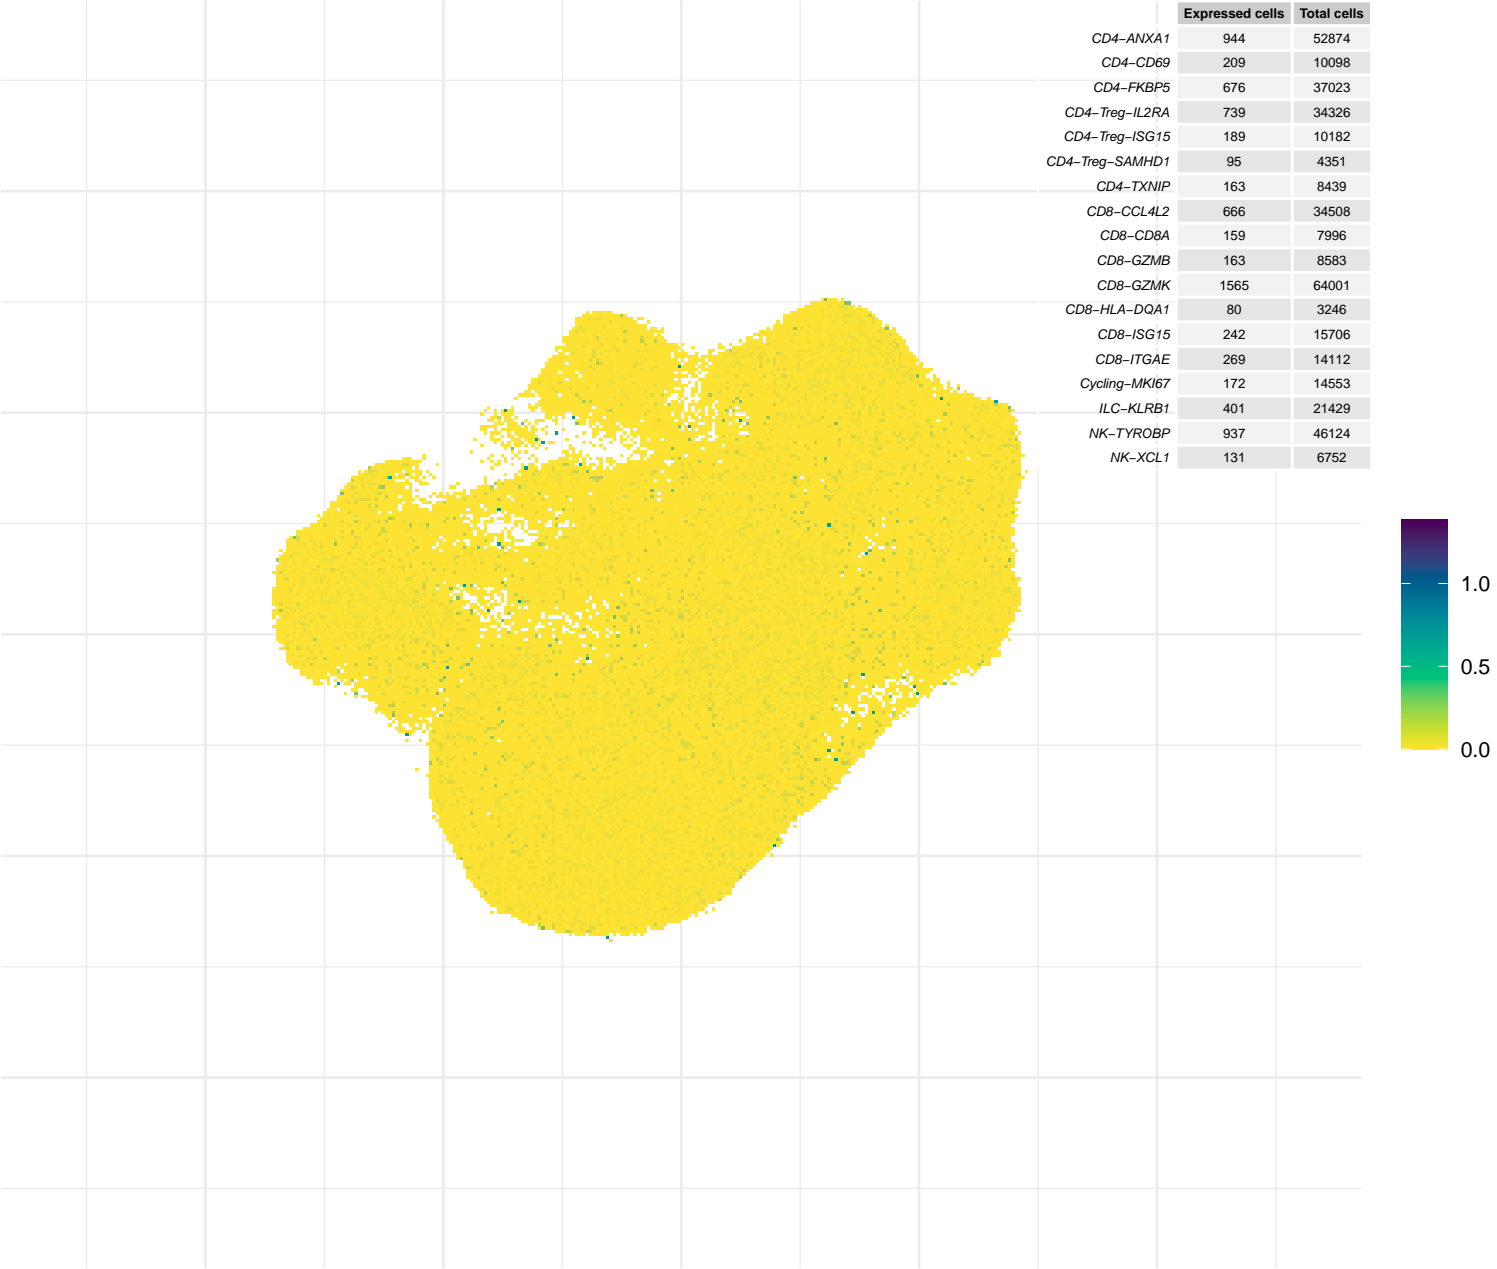 Expressed cells Total cells
CD4−ANXA1 944 52874
CD4−CD69 209 10098
CD4−FKBP5 676 37023
CD4−Treg−IL2RA 739 34326
CD4−Treg−ISG15 189 10182
CD4−Treg−SAMHD1 95 4351
CD4−TXNIP 163 8439
CD8−CCL4L2 666 34508
CD8−CD8A 159 7996
CD8−GZMB 163 8583
CD8−GZMK 1565 64001
CD8−HLA−DQA1 80 3246
CD8−ISG15 242 15706
CD8−ITGAE 269 14112
Cycling−MKI67 172 14553
ILC−KLRB1 401 21429
NK−TYROBP 937 46124
NK−XCL1 131 6752
1.0
0.5
0.0